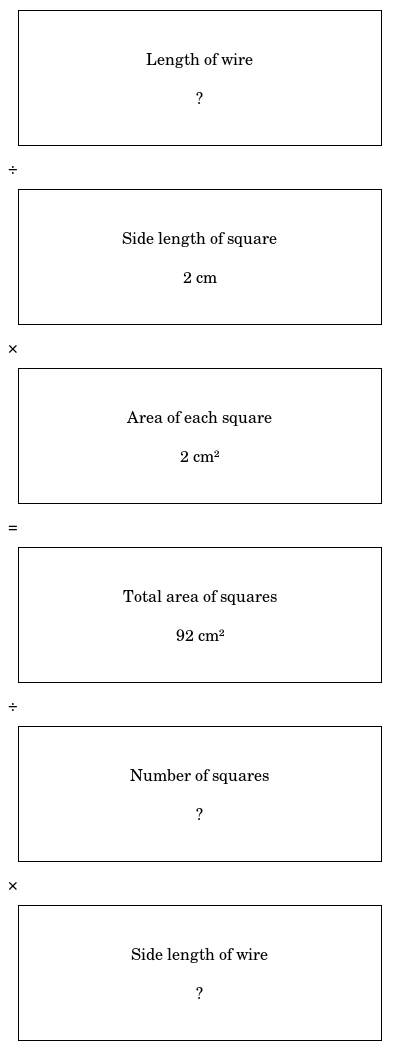 Length of wire
?
÷
Side length of square
2 cm
×
Area of each square
2 cm²
=
Total area of squares
92 cm²
÷
Number of squares
?
×
Side length of wire
?